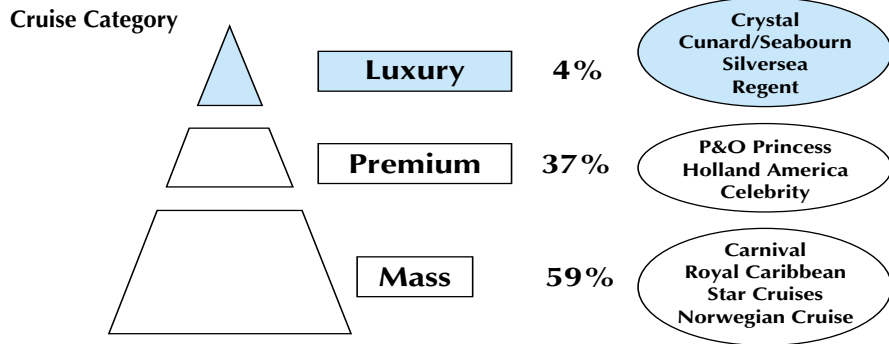 Cruise Category
Luxury
4%
Crystal
Cunard/Seabourn
Silversea
Regent
Premium
37%
P&O Princess
Holland America
Celebrity
Mass
59%
Carnival
Royal Caribbean
Star Cruises
Norwegian Cruise